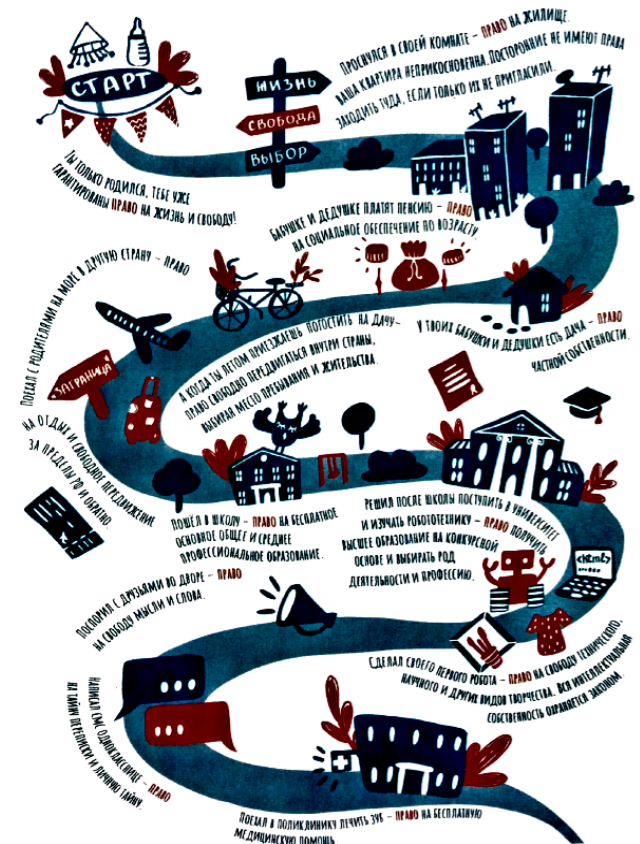 СТАРТ
ТЫ ТОЛЬКО РОДИЛСЯ, ТЕБЕ УЖЕ
ГАРАНТИРОВАНЫ ПРАВО НА ЖИЗНЬ И СВОБОДУ!
ЖИЗНЬ
СВОБОДА
ВЫБОР
ПРОСНУЛСЯ В СВОЕЙ КОМНАТЕ – ПРАВО НА ЖИЛИЩЕ.
ВАША КВАРТИРА НЕПРИКОСНОВЕННА. ПОСТОРОННИЕ НЕ ИМЕЮТ ПРАВА
ЗАХОДИТЬ ТУДА, ЕСЛИ ТОЛЬКО ИХ НЕ ПРИГЛАСИЛИ.
БАБУШКЕ И ДЕДУШКЕ ПЛАТЯТ ПЕНСИЮ – ПРАВО
НА СОЦИАЛЬНОЕ ОБЕСПЕЧЕНИЕ ПО ВОЗРАСТУ.
У ТВОИХ БАБУШКИ И ДЕДУШКИ ЕСТЬ ДАЧА – ПРАВО
ЧАСТНОЙ СОБСТВЕННОСТИ.
А КОГДА ТЫ ЛЕТОМ ПРИЕЗЖАЕШЬ ПОГОСТИТЬ НА ДАЧУ –
ПРАВО СВОБОДНО ПЕРЕДВИГАТЬСЯ ВНУТРИ СТРАНЫ,
ВЫБИРАЯ МЕСТО ПРЕБЫВАНИЯ И ЖИТЕЛЬСТВА.
ПОЕХАЛ С РОДИТЕЛЯМИ НА МОРЕ В ДРУГУЮ СТРАНУ – ПРАВО
НА ОТДЫХ И СВОБОДНОЕ ПЕРЕДВИЖЕНИЕ
ЗА ПРЕДЕЛЫ РФ И ОБРАТНО.
ЗАГРАНИЦА
ПОШЁЛ В ШКОЛУ – ПРАВО НА БЕСПЛАТНОЕ
ОСНОВНОЕ ОБЩЕЕ И СРЕДНЕЕ
ПРОФЕССИОНАЛЬНОЕ ОБРАЗОВАНИЕ.
РЕШИЛ ПОСЛЕ ШКОЛЫ ПОСТУПИТЬ В УНИВЕРСИТЕТ
И ИЗУЧАТЬ РОБОТОТЕХНИКУ – ПРАВО ПОЛУЧИТЬ
ВЫСШЕЕ ОБРАЗОВАНИЕ НА КОНКУРСНОЙ
ОСНОВЕ И ВЫБИРАТЬ РОД
ДЕЯТЕЛЬНОСТИ И ПРОФЕССИЮ.
<html>
СДЕЛАЛ СВОЕГО ПЕРВОГО РОБОТА – ПРАВО НА СВОБОДУ ТЕХНИЧЕСКОГО,
НАУЧНОГО И ДРУГИХ ВИДОВ ТВОРЧЕСТВА. ВСЯ ИНТЕЛЛЕКТУАЛЬНАЯ
СОБСТВЕННОСТЬ ОХРАНЯЕТСЯ ЗАКОНОМ.
ПОСПОРИЛ С ДРУЗЬЯМИ ВО ДВОРЕ – ПРАВО
НА СВОБОДУ МЫСЛИ И СЛОВА.
НАПИСАЛ СМС ОДНОКЛАССНИЦЕ – ПРАВО
НА ТАЙНУ ПЕРЕПИСКИ И ЛИЧНУЮ ТАЙНУ.
ПОЕХАЛ В ПОЛИКЛИНИКУ ЛЕЧИТЬ ЗУБ – ПРАВО НА БЕСПЛАТНУЮ
МЕДИЦИНСКУЮ ПОМОЩЬ